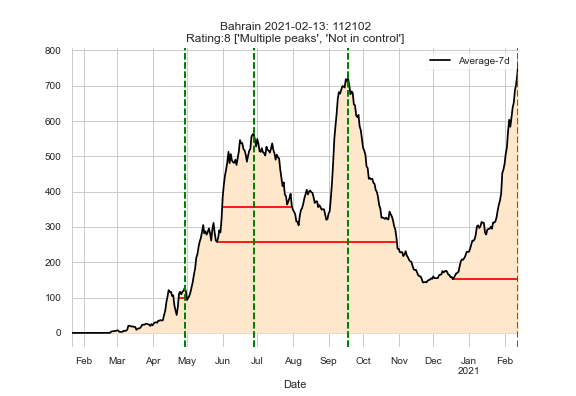 Bahrain 2021-02-13: 112102
Rating:8 ['Multiple peaks', 'Not in control']
Average-7d
800
700
600
500
400
300
200
100
0
Feb Mar Apr May Jun Jul Aug Sep Oct Nov Dec Jan Feb
2021
Date